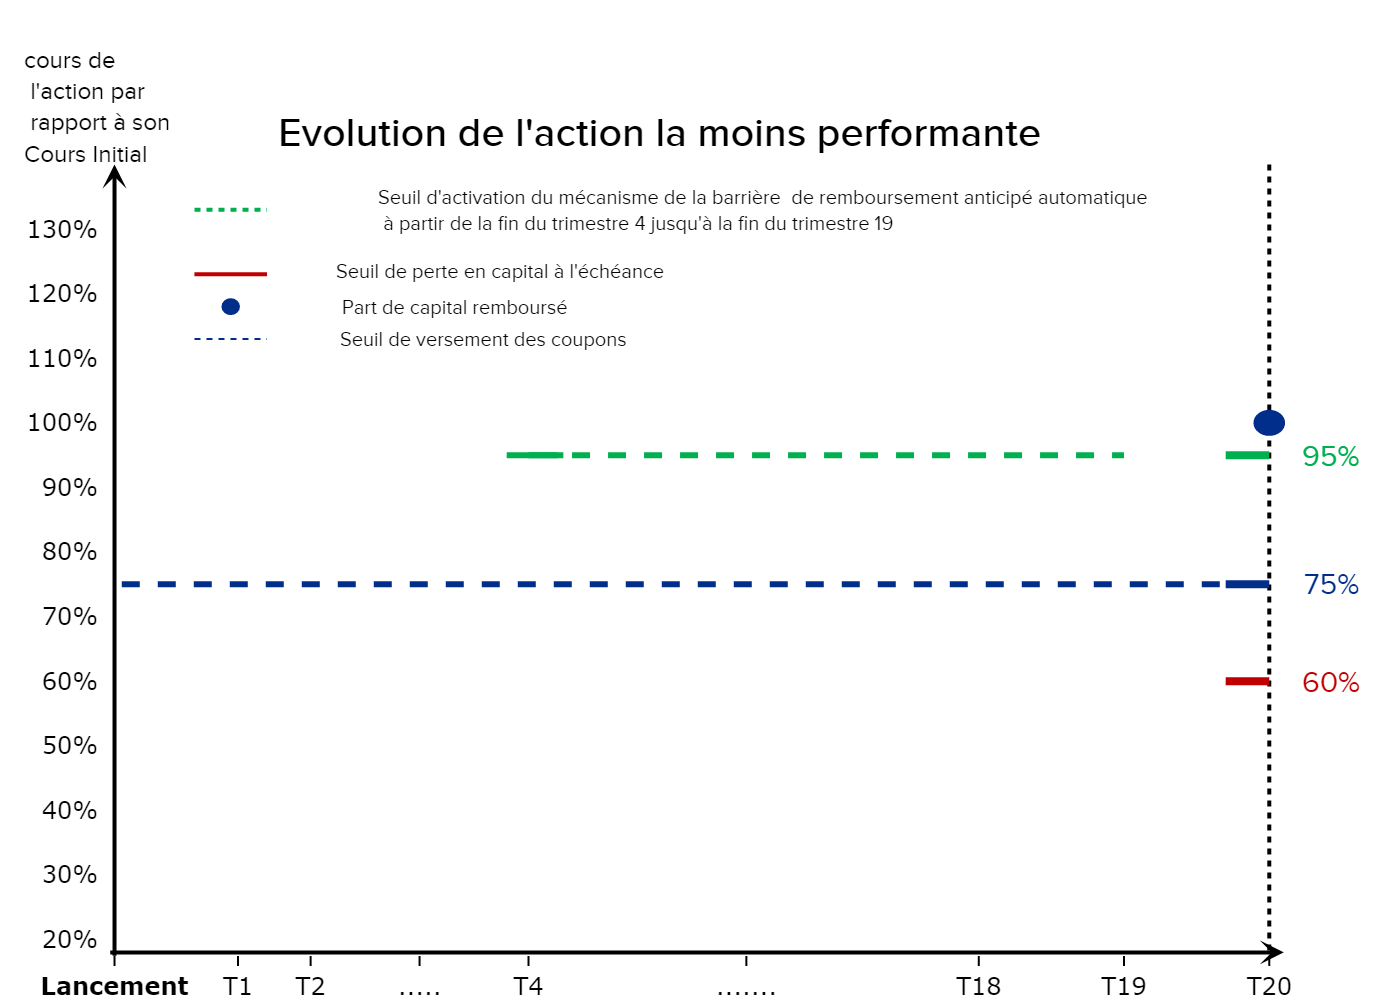 cours de
l'action par
rapport à son
Cours Initial
Evolution de l'action la moins performante
Seuil d'activation du mécanisme de la barrière  de remboursement anticipé automatique
à partir de la fin du trimestre 4 jusqu'à la fin du trimestre 19
Seuil de perte en capital à l'échéance
Part de capital remboursé
Seuil de versement des coupons
130%
120%
110%
100%
95%
90%
80%
75%
70%
60%
60%
50%
40%
30%
20%
Lancement T1 T2 ..... T4 ....... T18 T19 T20